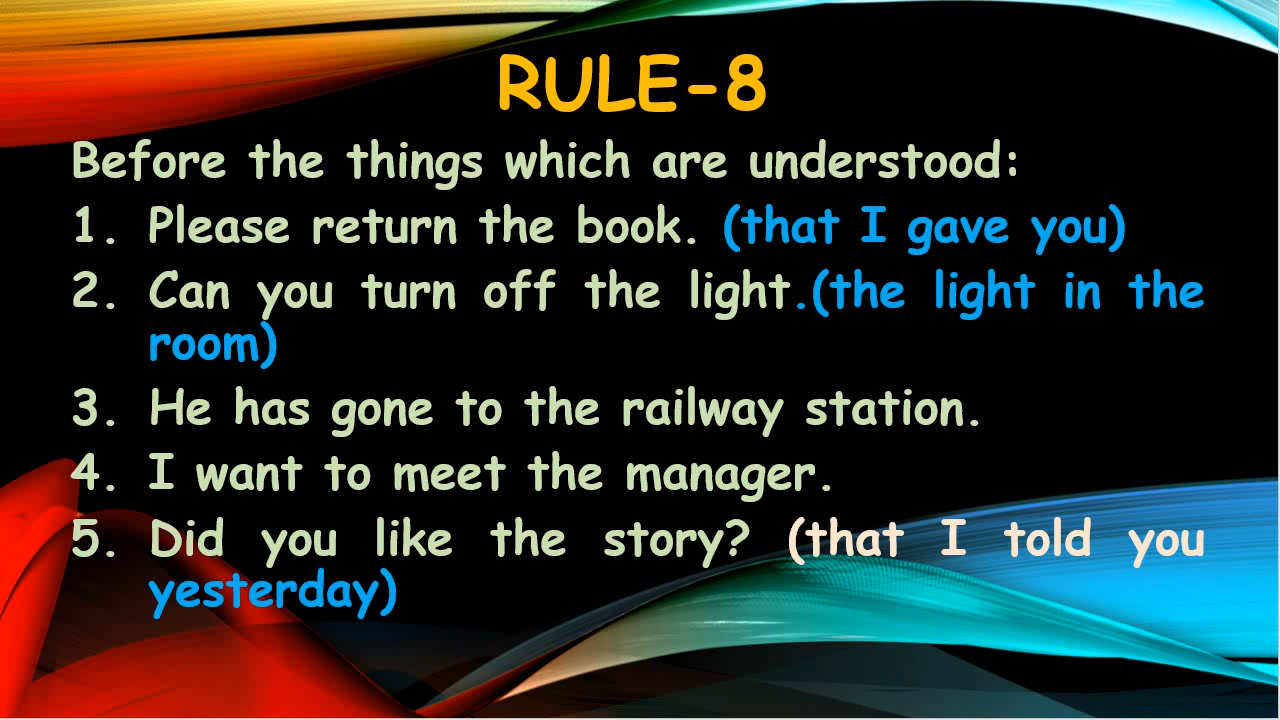 RULE-8
Before the things which are understood:
1. Please return the book. (that I gave you)
2. Can you turn off the light.(the light in the
room)
3. He has gone to the railway station.
4. I want to meet the manager.
5. Did you like the story? (that I told you
yesterday)